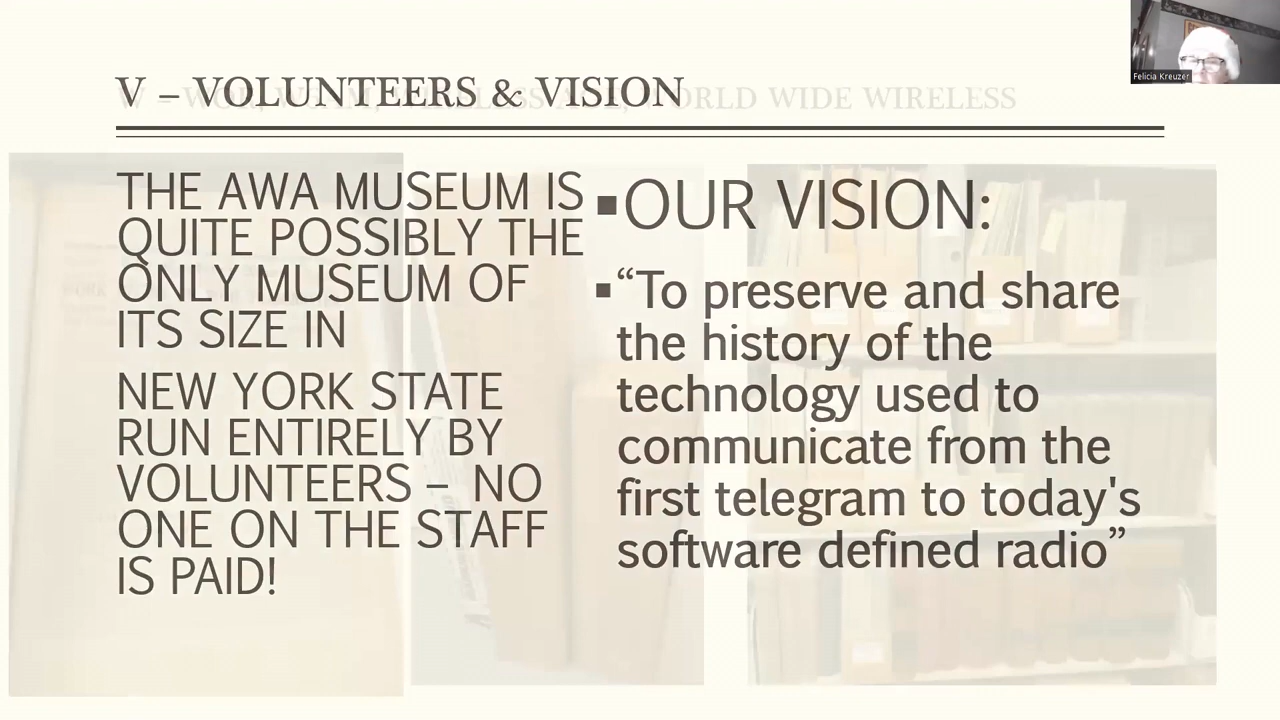 V – VOLUNTEERS & VISION
THE AWA MUSEUM IS
QUITE POSSIBLY THE
ONLY MUSEUM OF
ITS SIZE IN
NEW YORK STATE
RUN ENTIRELY BY
VOLUNTEERS – NO
ONE ON THE STAFF
IS PAID!
▪OUR VISION:
▪“To preserve and share
the history of the
technology used to
communicate from the
first telegram to today's
software defined radio”
WORLD WIDE WIRELESS
Felicia Kreuzer